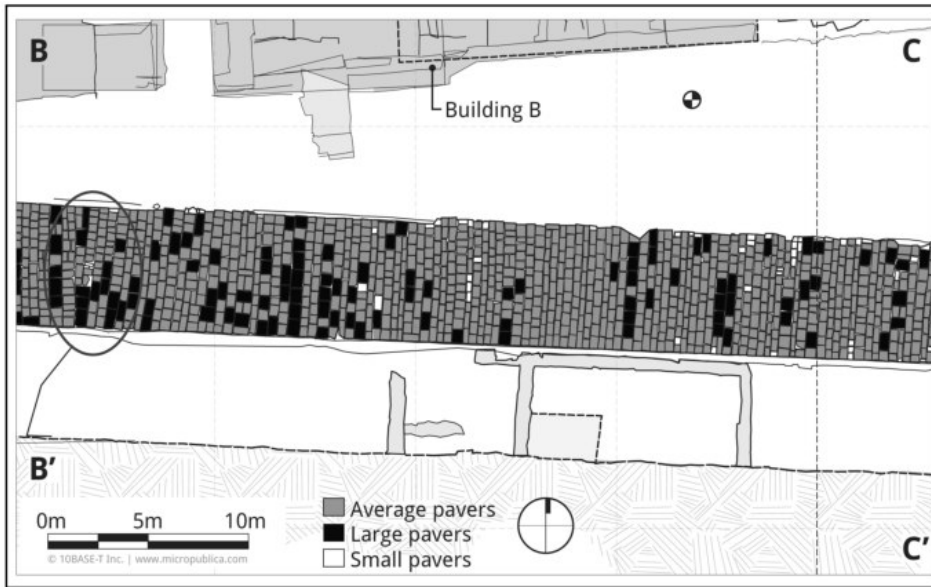 B
C
Building B
B'
0m 5m 10m
© 10BASE-T Inc. | www.micropublica.com
Average pavers
Large pavers
Small pavers
C'